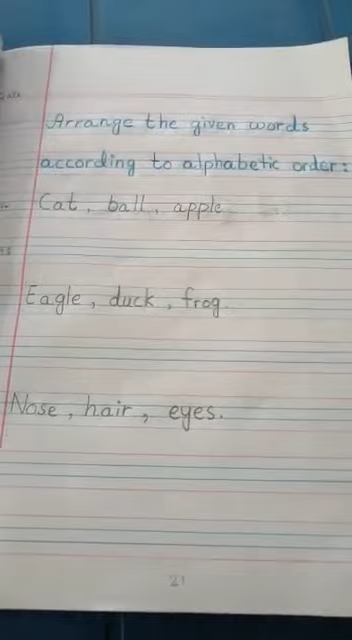 Arrange the given words
according to alphabetic order:
Cat, ball, apple
Eagle, duck, frog.
Nose, hair, eyes.
21